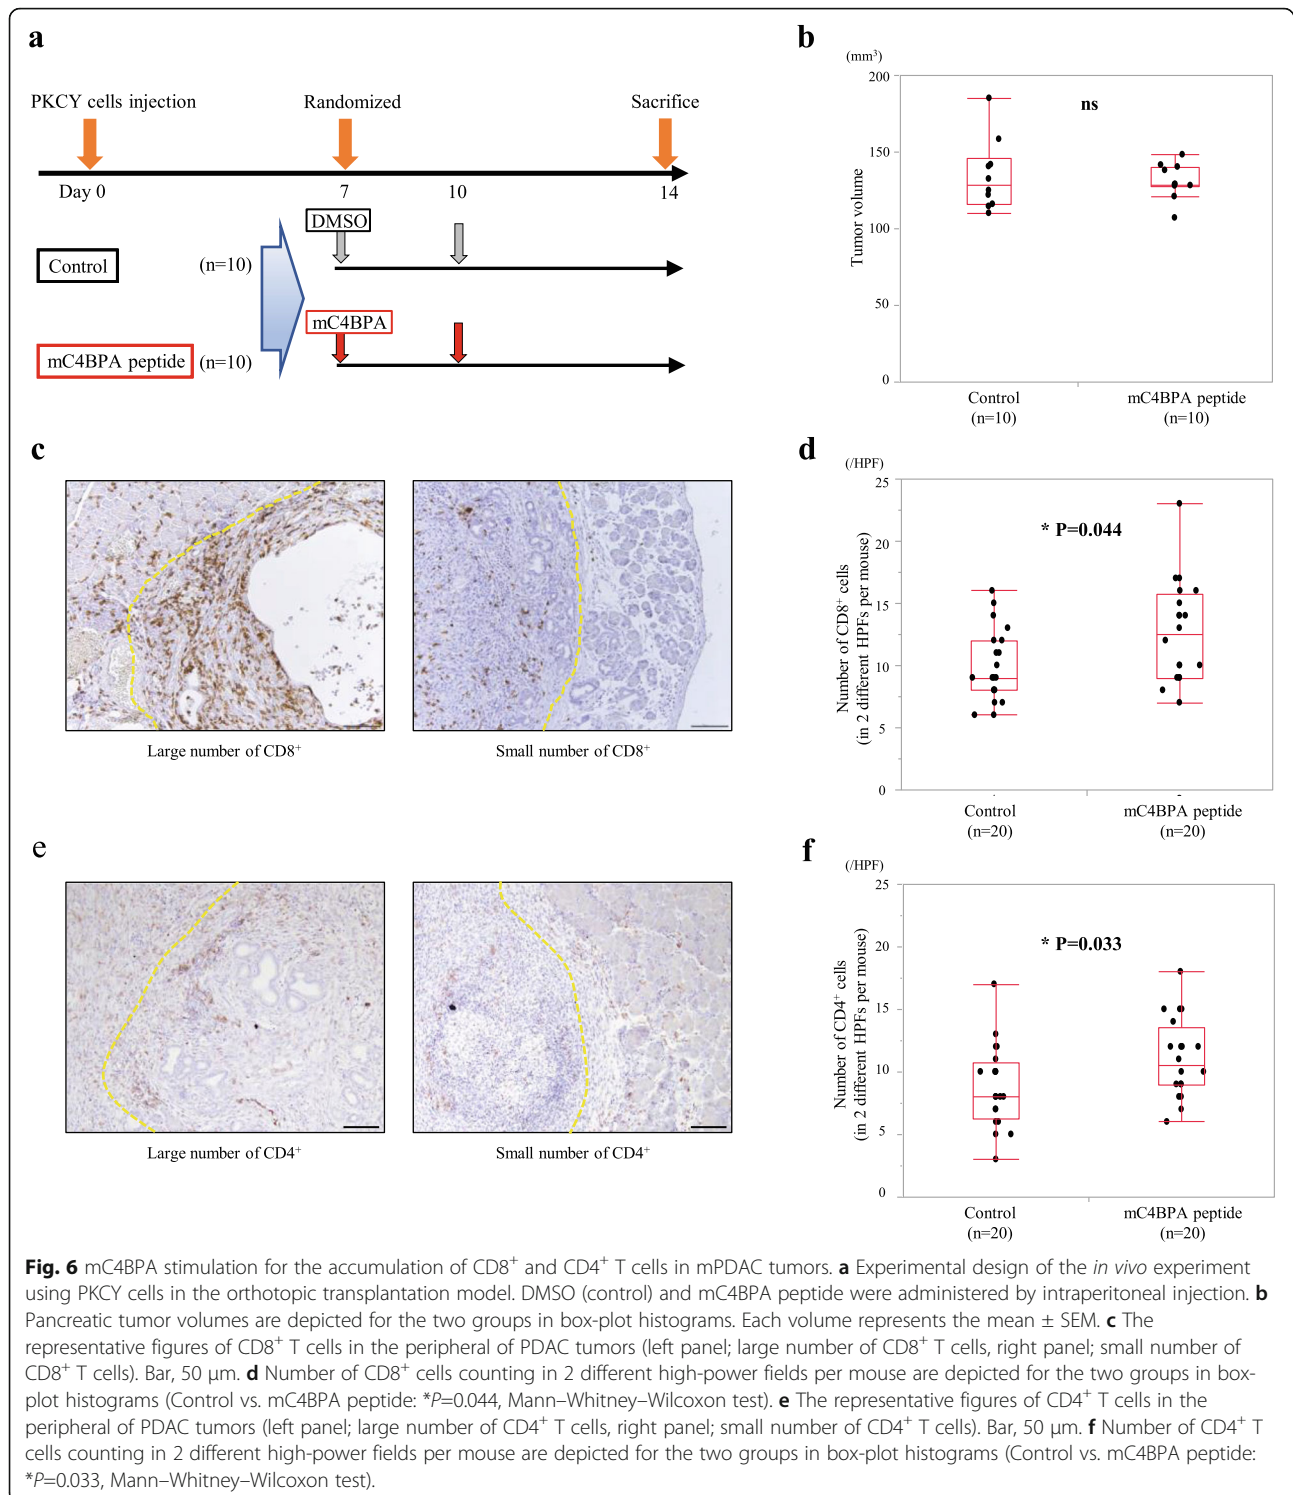 a
PKCY cells injection
Randomized
Sacrifice
Day 0
7
10
14
DMSO
Control
(n=10)
mC4BPA
mC4BPA peptide
(n=10)
b
(mm³)
200
150
100
50
0
Tumor volume
ns
Control
(n=10)
mC4BPA peptide
(n=10)
c
Large number of CD8⁺
Small number of CD8⁺
d
(/HPF)
25
20
15
10
5
0
Number of CD8⁺ cells
(in 2 different HPFs per mouse)
* P=0.044
Control
(n=20)
mC4BPA peptide
(n=20)
e
Large number of CD4⁺
Small number of CD4⁺
f
(/HPF)
25
20
15
10
5
0
Number of CD4⁺ cells
(in 2 different HPFs per mouse)
* P=0.033
Control
(n=20)
mC4BPA peptide
(n=20)
Fig. 6 mC4BPA stimulation for the accumulation of CD8⁺ and CD4⁺ T cells in mPDAC tumors. a Experimental design of the in vivo experiment
using PKCY cells in the orthotopic transplantation model. DMSO (control) and mC4BPA peptide were administered by intraperitoneal injection. b
Pancreatic tumor volumes are depicted for the two groups in box-plot histograms. Each volume represents the mean ± SEM. c The
representative figures of CD8⁺ T cells in the peripheral of PDAC tumors (left panel; large number of CD8⁺ T cells, right panel; small number of
CD8⁺ T cells). Bar, 50 μm. d Number of CD8⁺ cells counting in 2 different high-power fields per mouse are depicted for the two groups in box-
plot histograms (Control vs. mC4BPA peptide: *P=0.044, Mann–Whitney–Wilcoxon test). e The representative figures of CD4⁺ T cells in the
peripheral of PDAC tumors (left panel; large number of CD4⁺ T cells, right panel; small number of CD4⁺ T cells). Bar, 50 μm. f Number of CD4⁺ T
cells counting in 2 different high-power fields per mouse are depicted for the two groups in box-plot histograms (Control vs. mC4BPA peptide:
*P=0.033, Mann–Whitney–Wilcoxon test).